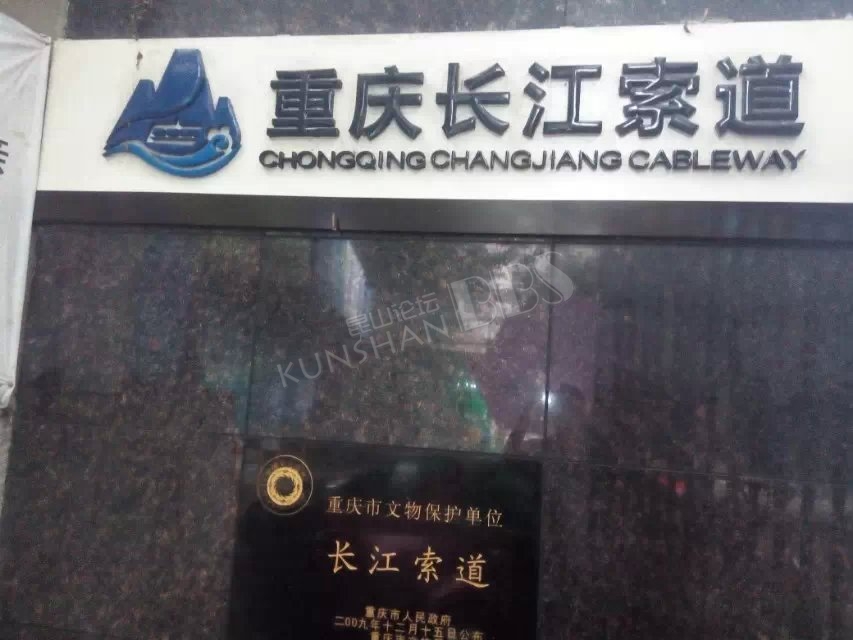 重庆长江索道
CHONGQING CHANGJIANG CABLEWAY
昆山论坛 BBS
KUNSHAN
重庆市文物保护单位
长江索道
重庆市人民政府
二00九年十二月十五日公布